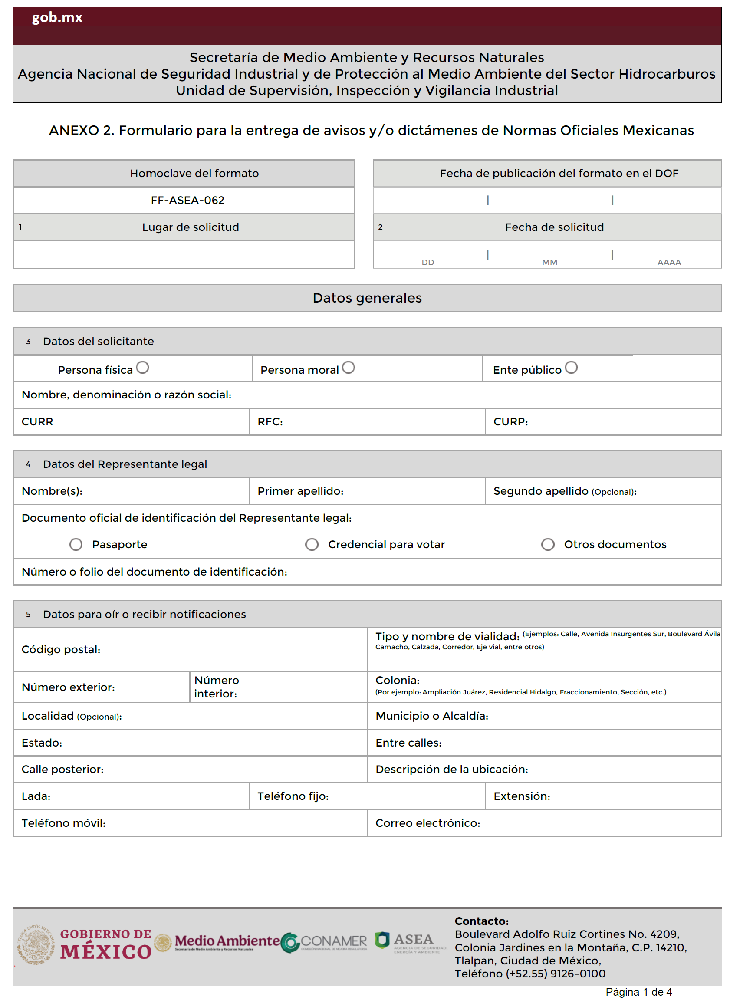 gob.mx
Secretaría de Medio Ambiente y Recursos Naturales
Agencia Nacional de Seguridad Industrial y de Protección al Medio Ambiente del Sector Hidrocarburos
Unidad de Supervisión, Inspección y Vigilancia Industrial
ANEXO 2. Formulario para la entrega de avisos y/o dictámenes de Normas Oficiales Mexicanas
Homoclave del formato
FF-ASEA-062
1 Lugar de solicitud
Fecha de publicación del formato en el DOF
| |
2 Fecha de solicitud
| |
DD MM AAAA
Datos generales
3 Datos del solicitante
Persona física Persona moral Ente público
Nombre, denominación o razón social:
CURR RFC: CURP:
4 Datos del Representante legal
Nombre(s): Primer apellido: Segundo apellido (Opcional):
Documento oficial de identificación del Representante legal:
Pasaporte Credencial para votar Otros documentos
Número o folio del documento de identificación:
5 Datos para oír o recibir notificaciones
Código postal:
Tipo y nombre de vialidad: (Ejemplos: Calle, Avenida Insurgentes Sur, Boulevard Ávila
Camacho, Calzada, Corredor, Eje vial, entre otros)
Número exterior:
Número
interior:
Colonia:
(Por ejemplo: Ampliación Juárez, Residencial Hidalgo, Fraccionamiento, Sección, etc.)
Localidad (Opcional): Municipio o Alcaldía:
Estado: Entre calles:
Calle posterior: Descripción de la ubicación:
Lada: Teléfono fijo: Extensión:
Teléfono móvil: Correo electrónico:
ESTADOS UNIDOS MEXICANOS
GOBIERNO DE
MÉXICO
Medio Ambiente
Secretaría de Medio Ambiente y Recursos Naturales
CONAMER
COMISIÓN NACIONAL DE MEJORA REGULATORIA
ASEA
AGENCIA DE SEGURIDAD,
ENERGÍA Y AMBIENTE
Contacto:
Boulevard Adolfo Ruiz Cortines No. 4209,
Colonia Jardines en la Montaña, C.P. 14210,
Tlalpan, Ciudad de México,
Teléfono (+52.55) 9126-0100
Página 1 de 4